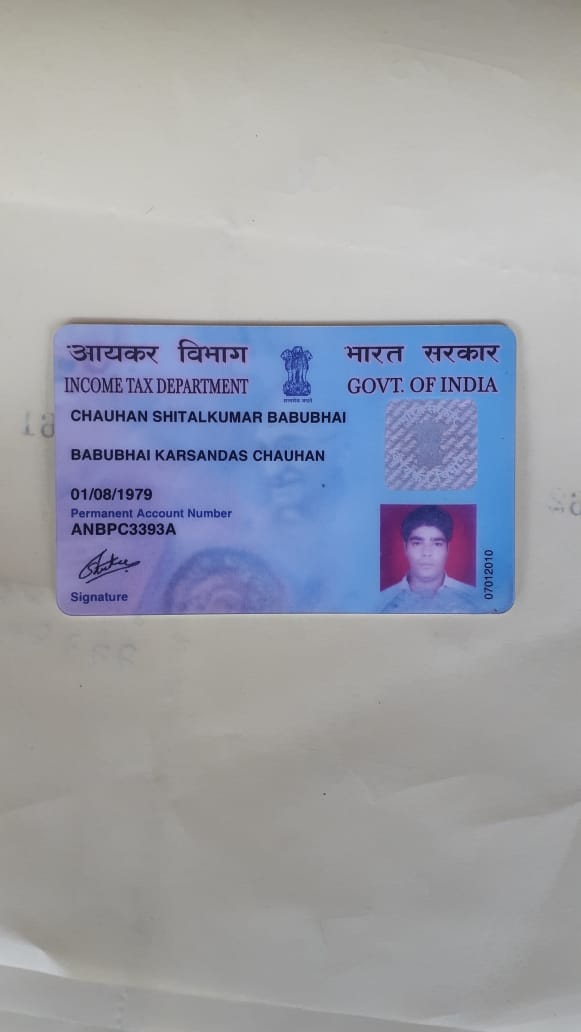 आयकर विभाग
भारत सरकार
INCOME TAX DEPARTMENT
GOVT. OF INDIA
सत्यमेव जयते
CHAUHAN SHITALKUMAR BABUBHAI
BABUBHAI KARSANDAS CHAUHAN
01/08/1979
Permanent Account Number
ANBPC3393A
Signature
07012010